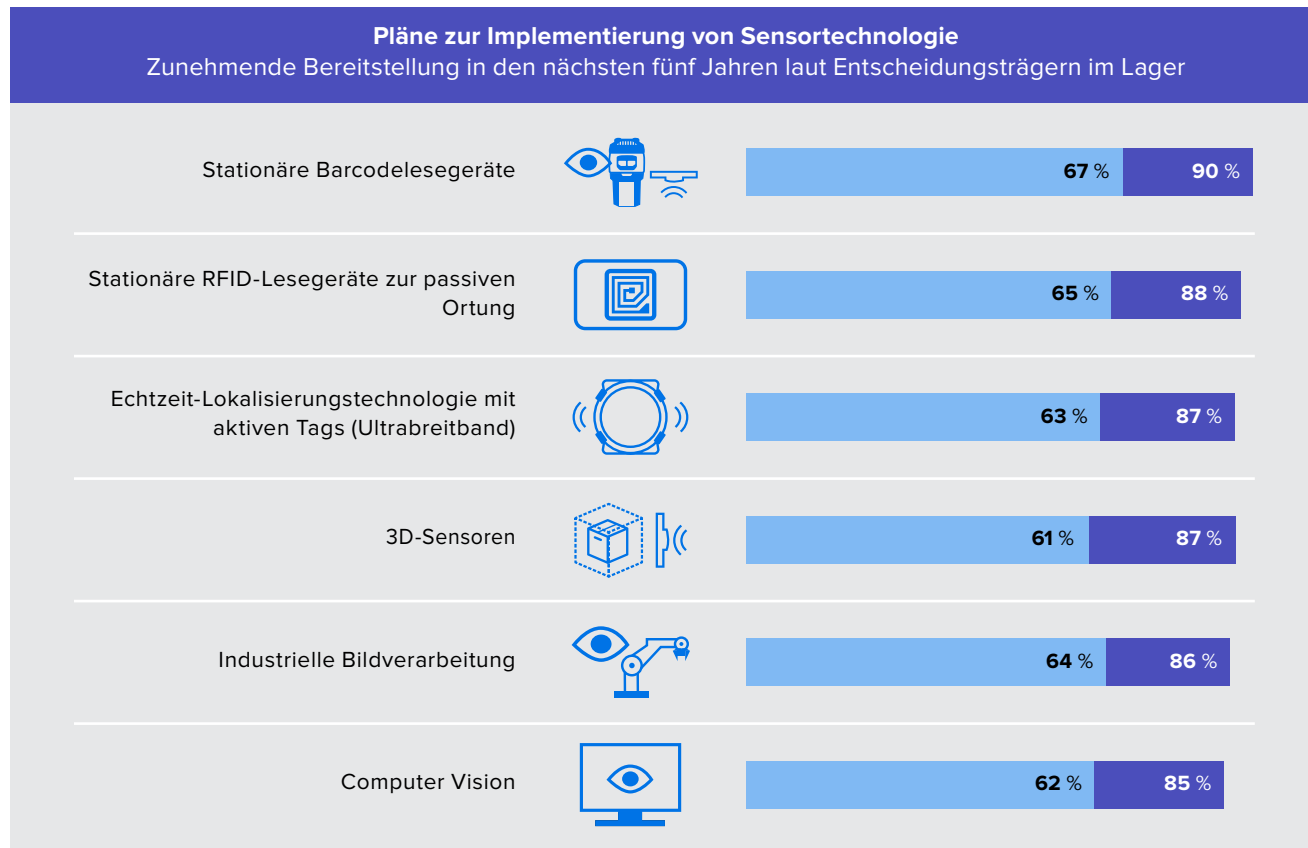 Pläne zur Implementierung von Sensortechnologie
Zunehmende Bereitstellung in den nächsten fünf Jahren laut Entscheidungsträgern im Lager
Stationäre Barcodelesegeräte
67 % 90 %
Stationäre RFID-Lesegeräte zur passiven
Ortung
65 % 88 %
Echtzeit-Lokalisierungstechnologie mit
aktiven Tags (Ultrabreitband)
63 % 87 %
3D-Sensoren
61 % 87 %
Industrielle Bildverarbeitung
64 % 86 %
Computer Vision
62 % 85 %